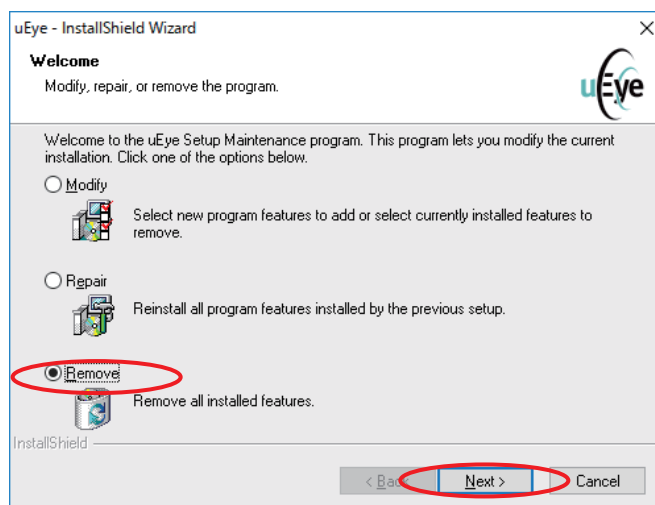 uEye - InstallShield Wizard
Welcome
Modify, repair, or remove the program.
uEye
Welcome to the uEye Setup Maintenance program. This program lets you modify the current
installation. Click one of the options below.
Modify
Select new program features to add or select currently installed features to
remove.
Repair
Reinstall all program features installed by the previous setup.
Remove
Remove all installed features.
InstallShield
< Back
Next >
Cancel